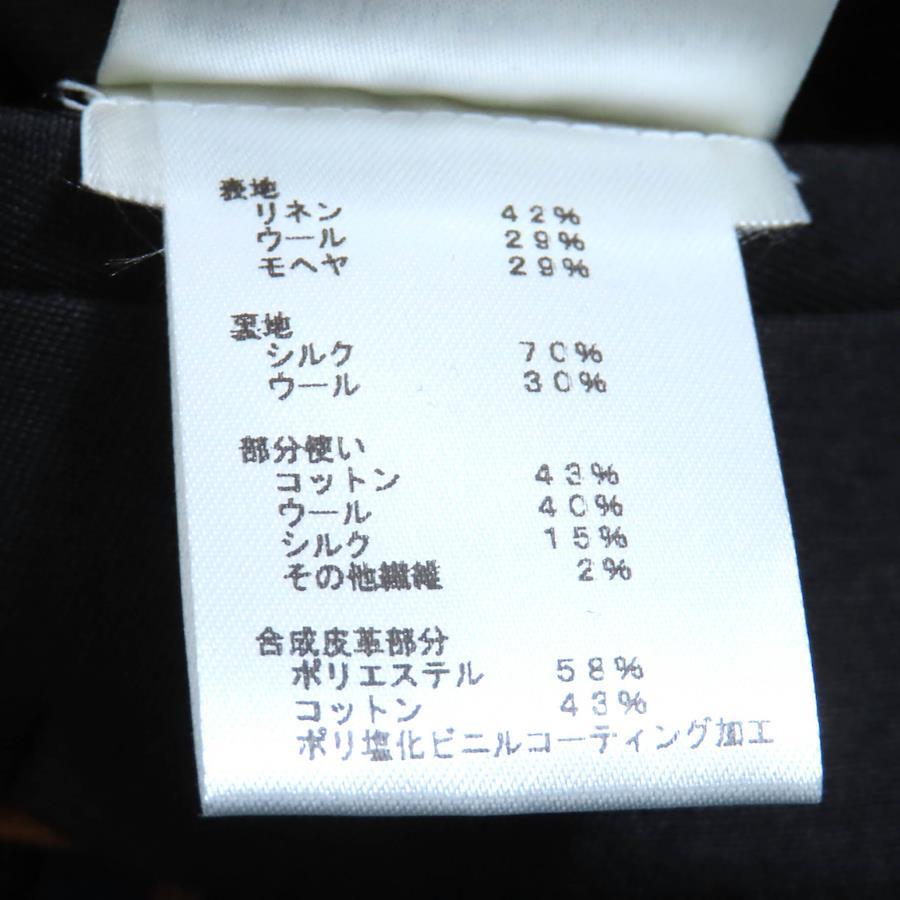 表地
リネン 42%
ウール 29%
モヘヤ 29%
裏地
シルク 70%
ウール 30%
部分使い
コットン 43%
ウール 40%
シルク 15%
その他繊維 2%
合成皮革部分
ポリエステル 58%
コットン 43%
ポリ塩化ビニルコーティング加工